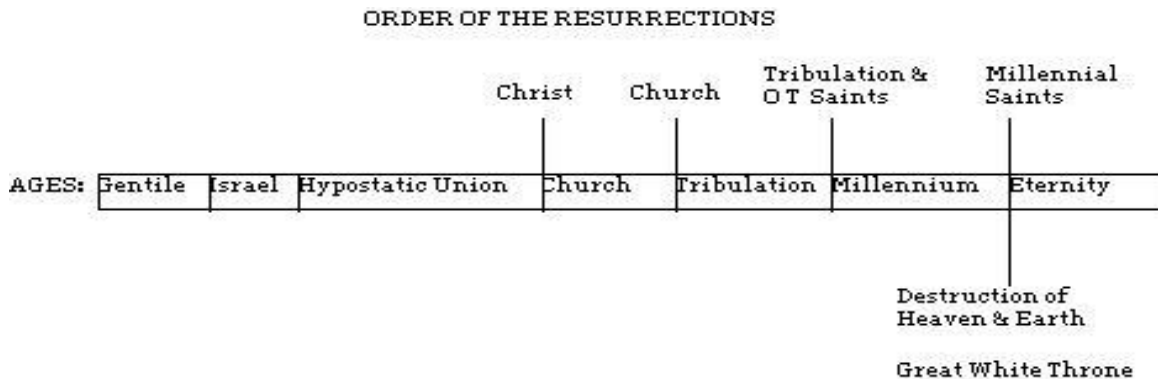 ORDER OF THE RESURRECTIONS
Christ
Church
Tribulation &
O T Saints
Millennial
Saints
AGES: Gentile Israel Hypostatic Union Church Tribulation Millennium Eternity
Destruction of
Heaven & Earth
Great White Throne